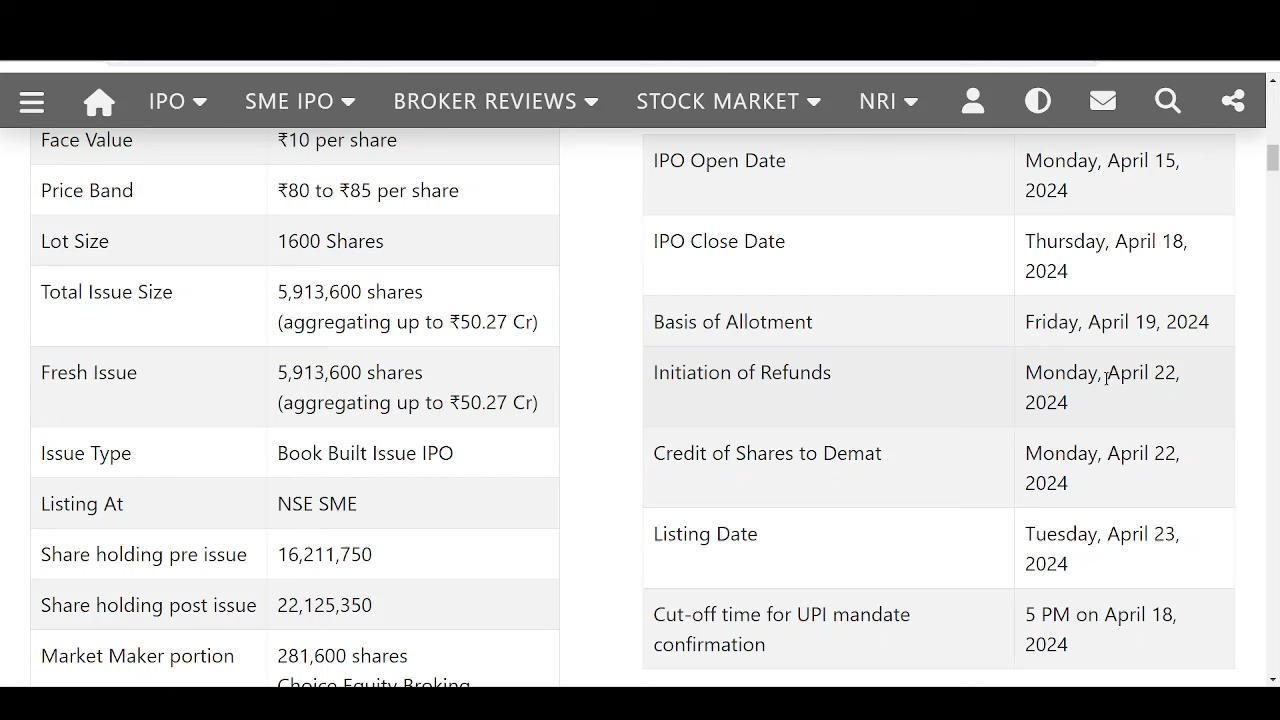 IPO SME IPO BROKER REVIEWS STOCK MARKET NRI
Face Value ₹10 per share
Price Band ₹80 to ₹85 per share
Lot Size 1600 Shares
Total Issue Size 5,913,600 shares
(aggregating up to ₹50.27 Cr)
Fresh Issue 5,913,600 shares
(aggregating up to ₹50.27 Cr)
Issue Type Book Built Issue IPO
Listing At NSE SME
Share holding pre issue 16,211,750
Share holding post issue 22,125,350
Market Maker portion 281,600 shares
Choice Equity Broking
IPO Open Date Monday, April 15,
2024
IPO Close Date Thursday, April 18,
2024
Basis of Allotment Friday, April 19, 2024
Initiation of Refunds Monday, April 22,
2024
Credit of Shares to Demat Monday, April 22,
2024
Listing Date Tuesday, April 23,
2024
Cut-off time for UPI mandate 5 PM on April 18,
confirmation 2024